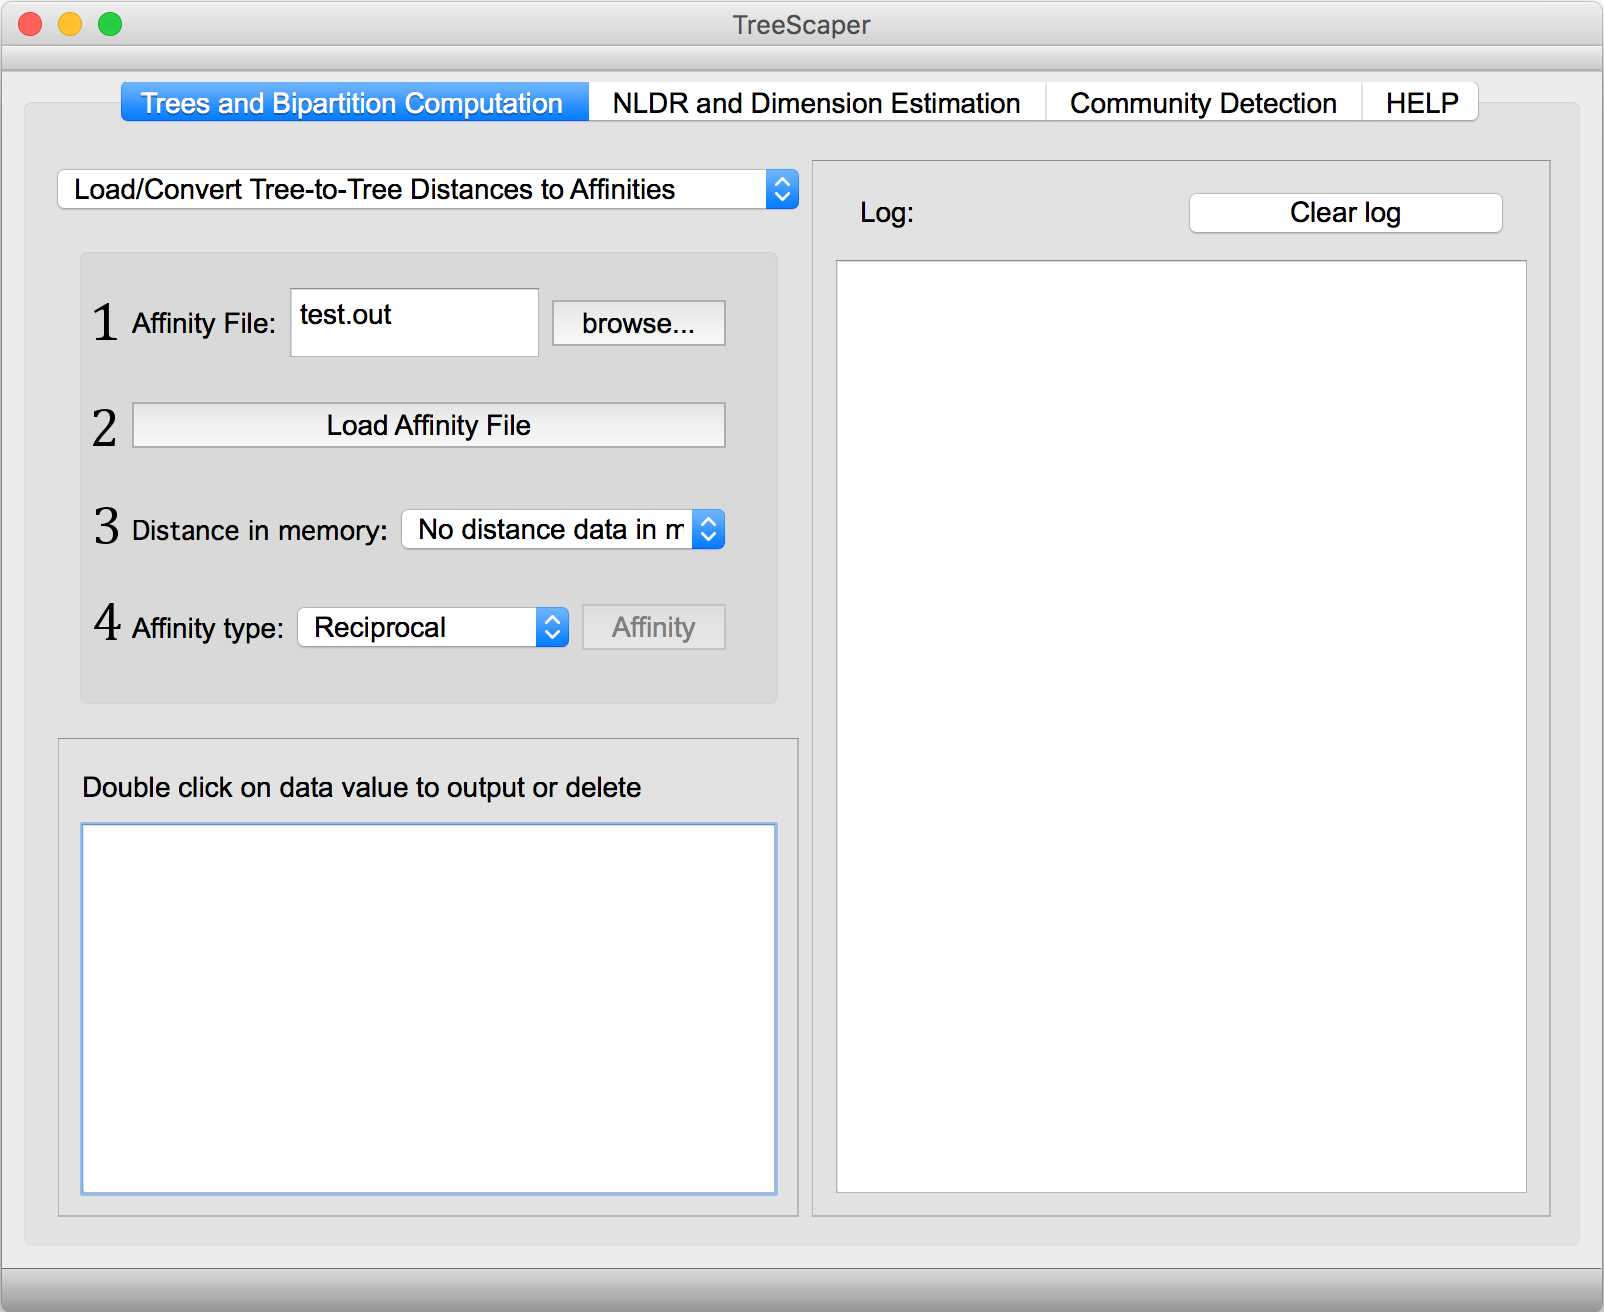 TreeScaper
Trees and Bipartition Computation NLDR and Dimension Estimation Community Detection HELP
Load/Convert Tree-to-Tree Distances to Affinities
1 Affinity File: test.out browse...
2 Load Affinity File
3 Distance in memory: No distance data in m
4 Affinity type: Reciprocal Affinity
Double click on data value to output or delete
Log: Clear log